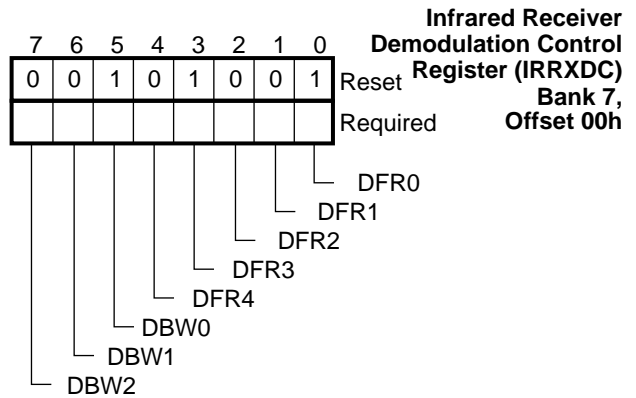 Infrared Receiver
Demodulation Control
Register (IRRXDC)
Bank 7,
Offset 00h
7 6 5 4 3 2 1 0
0 0 1 0 1 0 0 1 Reset
Required
DFR0
DFR1
DFR2
DFR3
DFR4
DBW0
DBW1
DBW2